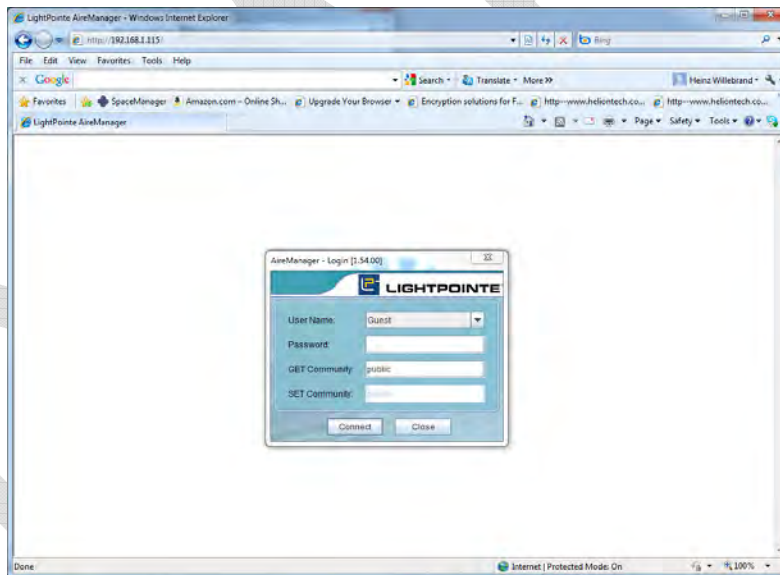 LightPointe AireManager - Windows Internet Explorer
http://192.168.1.115/
Bing
File Edit View Favorites Tools Help
x Google Search Translate More >> Heinz Willebrand
Favorites SpaceManager Amazon.com - Online Sh... Upgrade Your Browser Encryption solutions for F... http--www.heliontech.co... http--www.heliontech.co...
LightPointe AireManager Page Safety Tools
AireManager - Login [1.54.00]
LIGHTPOINTE
User Name: Guest
Password:
GET Community: public
SET Community:
Connect Close
Done Internet | Protected Mode: On 100%